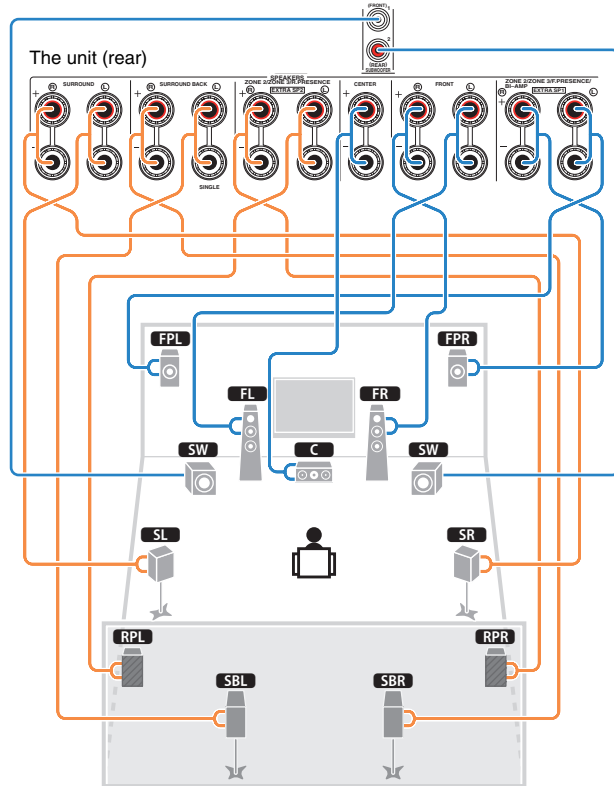 (FRONT) 1
2
(REAR)
SUBWOOFER
The unit (rear)
SPEAKERS
SURROUND
SURROUND BACK
ZONE 2/ZONE 3/R.PRESENCE
EXTRA SP2
CENTER
FRONT
ZONE 2/ZONE 3/F.PRESENCE/
BI-AMP
EXTRA SP1
+ R L
+ R L
+ R L
+
+ R L
R + L
−
−
−
−
−
−
SINGLE
FPL FPR
FL FR
SW C SW
SL SR
RPL RPR
SBL SBR